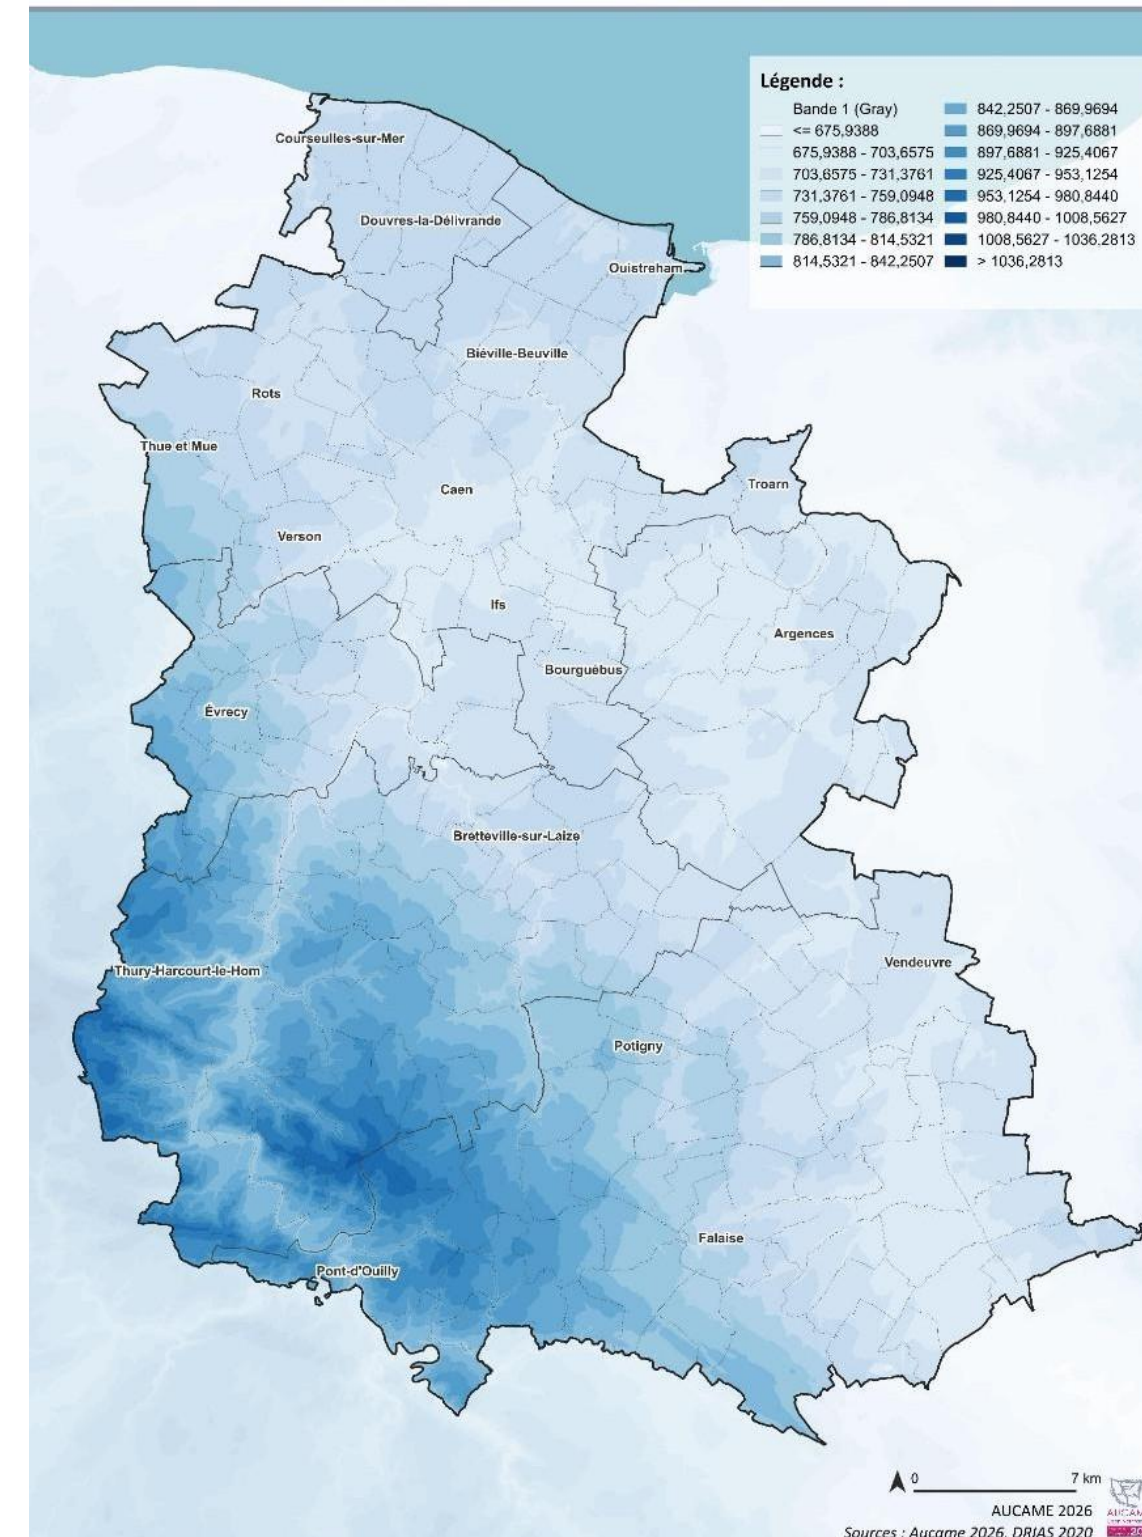 Légende :
Bande 1 (Gray)
<= 675,9388
675,9388 - 703,6575
703,6575 - 731,3761
731,3761 - 759,0948
759,0948 - 786,8134
786,8134 - 814,5321
814,5321 - 842,2507
842,2507 - 869,9694
869,9694 - 897,6881
897,6881 - 925,4067
925,4067 - 953,1254
953,1254 - 980,8440
980,8440 - 1008,5627
1008,5627 - 1036,2813
> 1036,2813
Courseulles-sur-Mer
Douvres-la-Délivrande
Ouistreham
Biéville-Beuville
Rots
Thue et Mue
Caen
Troarn
Verson
Ifs
Argences
Bourguébus
Évrecy
Bretteville-sur-Laize
Vendeuvre
Thury-Harcourt-le-Hom
Potigny
Falaise
Pont-d'Ouilly
0 7 km
AUCAME 2026
Sources : Aucame 2026, DRIAS 2020